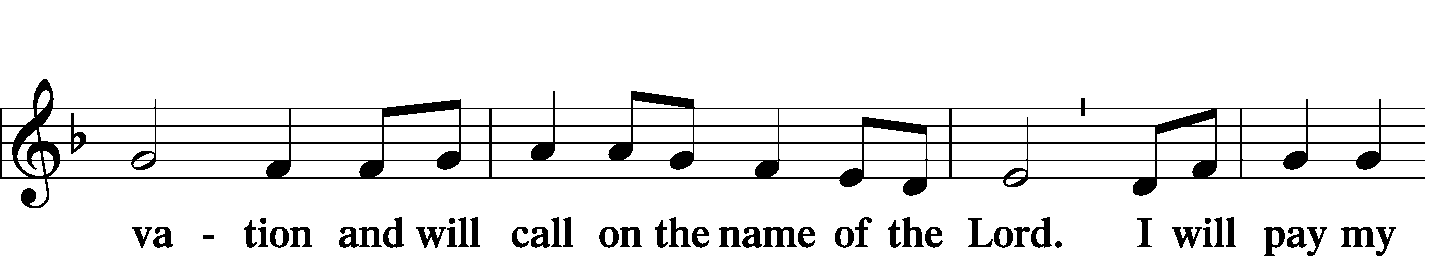 va - tion and will call on the name of the Lord. I will pay my